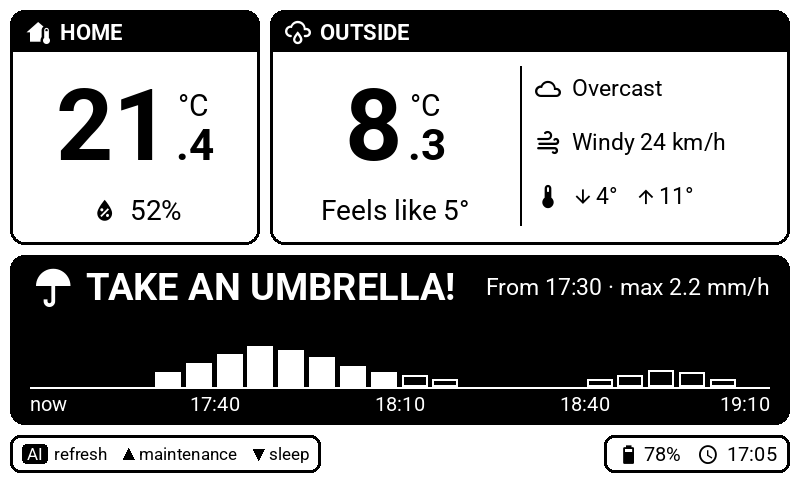 HOME
21.4 °C
52%
OUTSIDE
8.3 °C
Feels like 5°
Overcast
Windy 24 km/h
↓ 4° ↑ 11°
TAKE AN UMBRELLA!
From 17:30 · max 2.2 mm/h
now 17:40 18:10 18:40 19:10
AI refresh ▲ maintenance ▼ sleep
78% 17:05